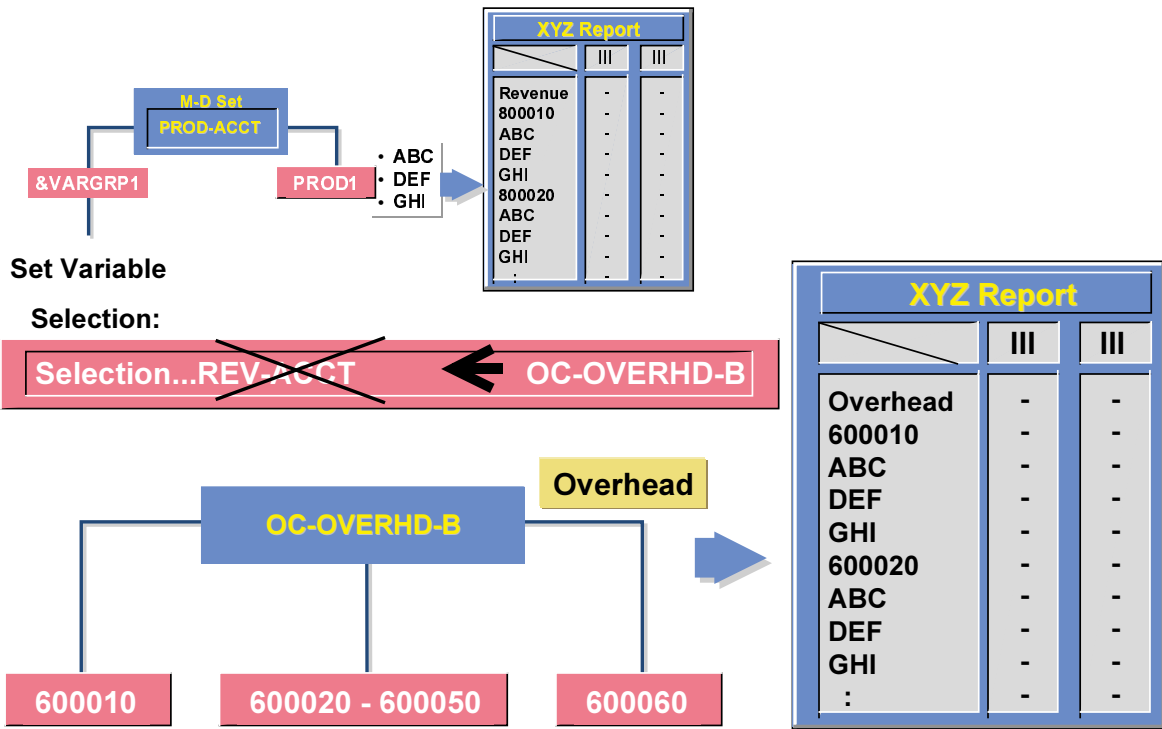 XYZ Report
III III
Revenue - -
800010 - -
ABC - -
DEF - -
GHI - -
800020 - -
ABC - -
DEF - -
GHI - -
: - -
M-D Set
PROD-ACCT
&VARGRP1
PROD1
• ABC
• DEF
• GHI
Set Variable
Selection:
Selection...REV-ACCT OC-OVERHD-B
Overhead
OC-OVERHD-B
600010
600020 - 600050
600060
XYZ Report
III III
Overhead - -
600010 - -
ABC - -
DEF - -
GHI - -
600020 - -
ABC - -
DEF - -
GHI - -
: - -